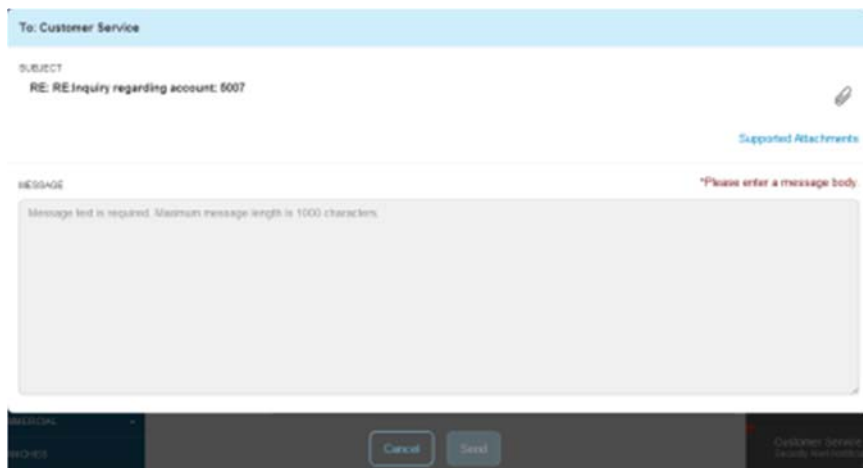 To: Customer Service
SUBJECT
RE: RE:Inquiry regarding account: 5007
Supported Attachments
MESSAGE
*Please enter a message body.
Message text is required. Maximum message length is 1000 characters.
Cancel
Send
Customer Service